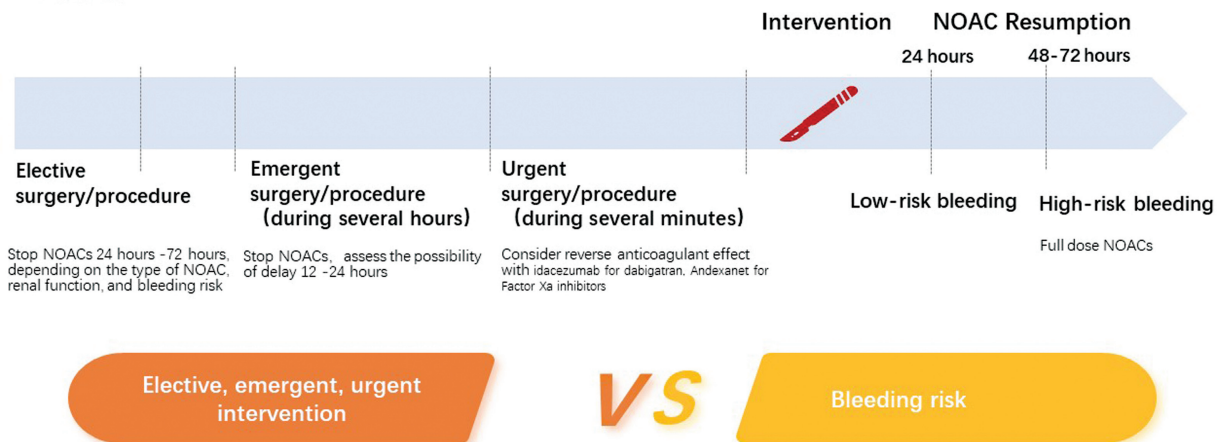 Intervention
NOAC Resumption
24 hours
48-72 hours
Elective
surgery/procedure
Stop NOACs 24 hours -72 hours,
depending on the type of NOAC,
renal function, and bleeding risk
Emergent
surgery/procedure
(during several hours)
Stop NOACs, assess the possibility
of delay 12 -24 hours
Urgent
surgery/procedure
(during several minutes)
Consider reverse anticoagulant effect
with idacezumab for dabigatran, Andexanet for
Factor Xa inhibitors
Low-risk bleeding
High-risk bleeding
Full dose NOACs
Elective, emergent, urgent
intervention
VS
Bleeding risk